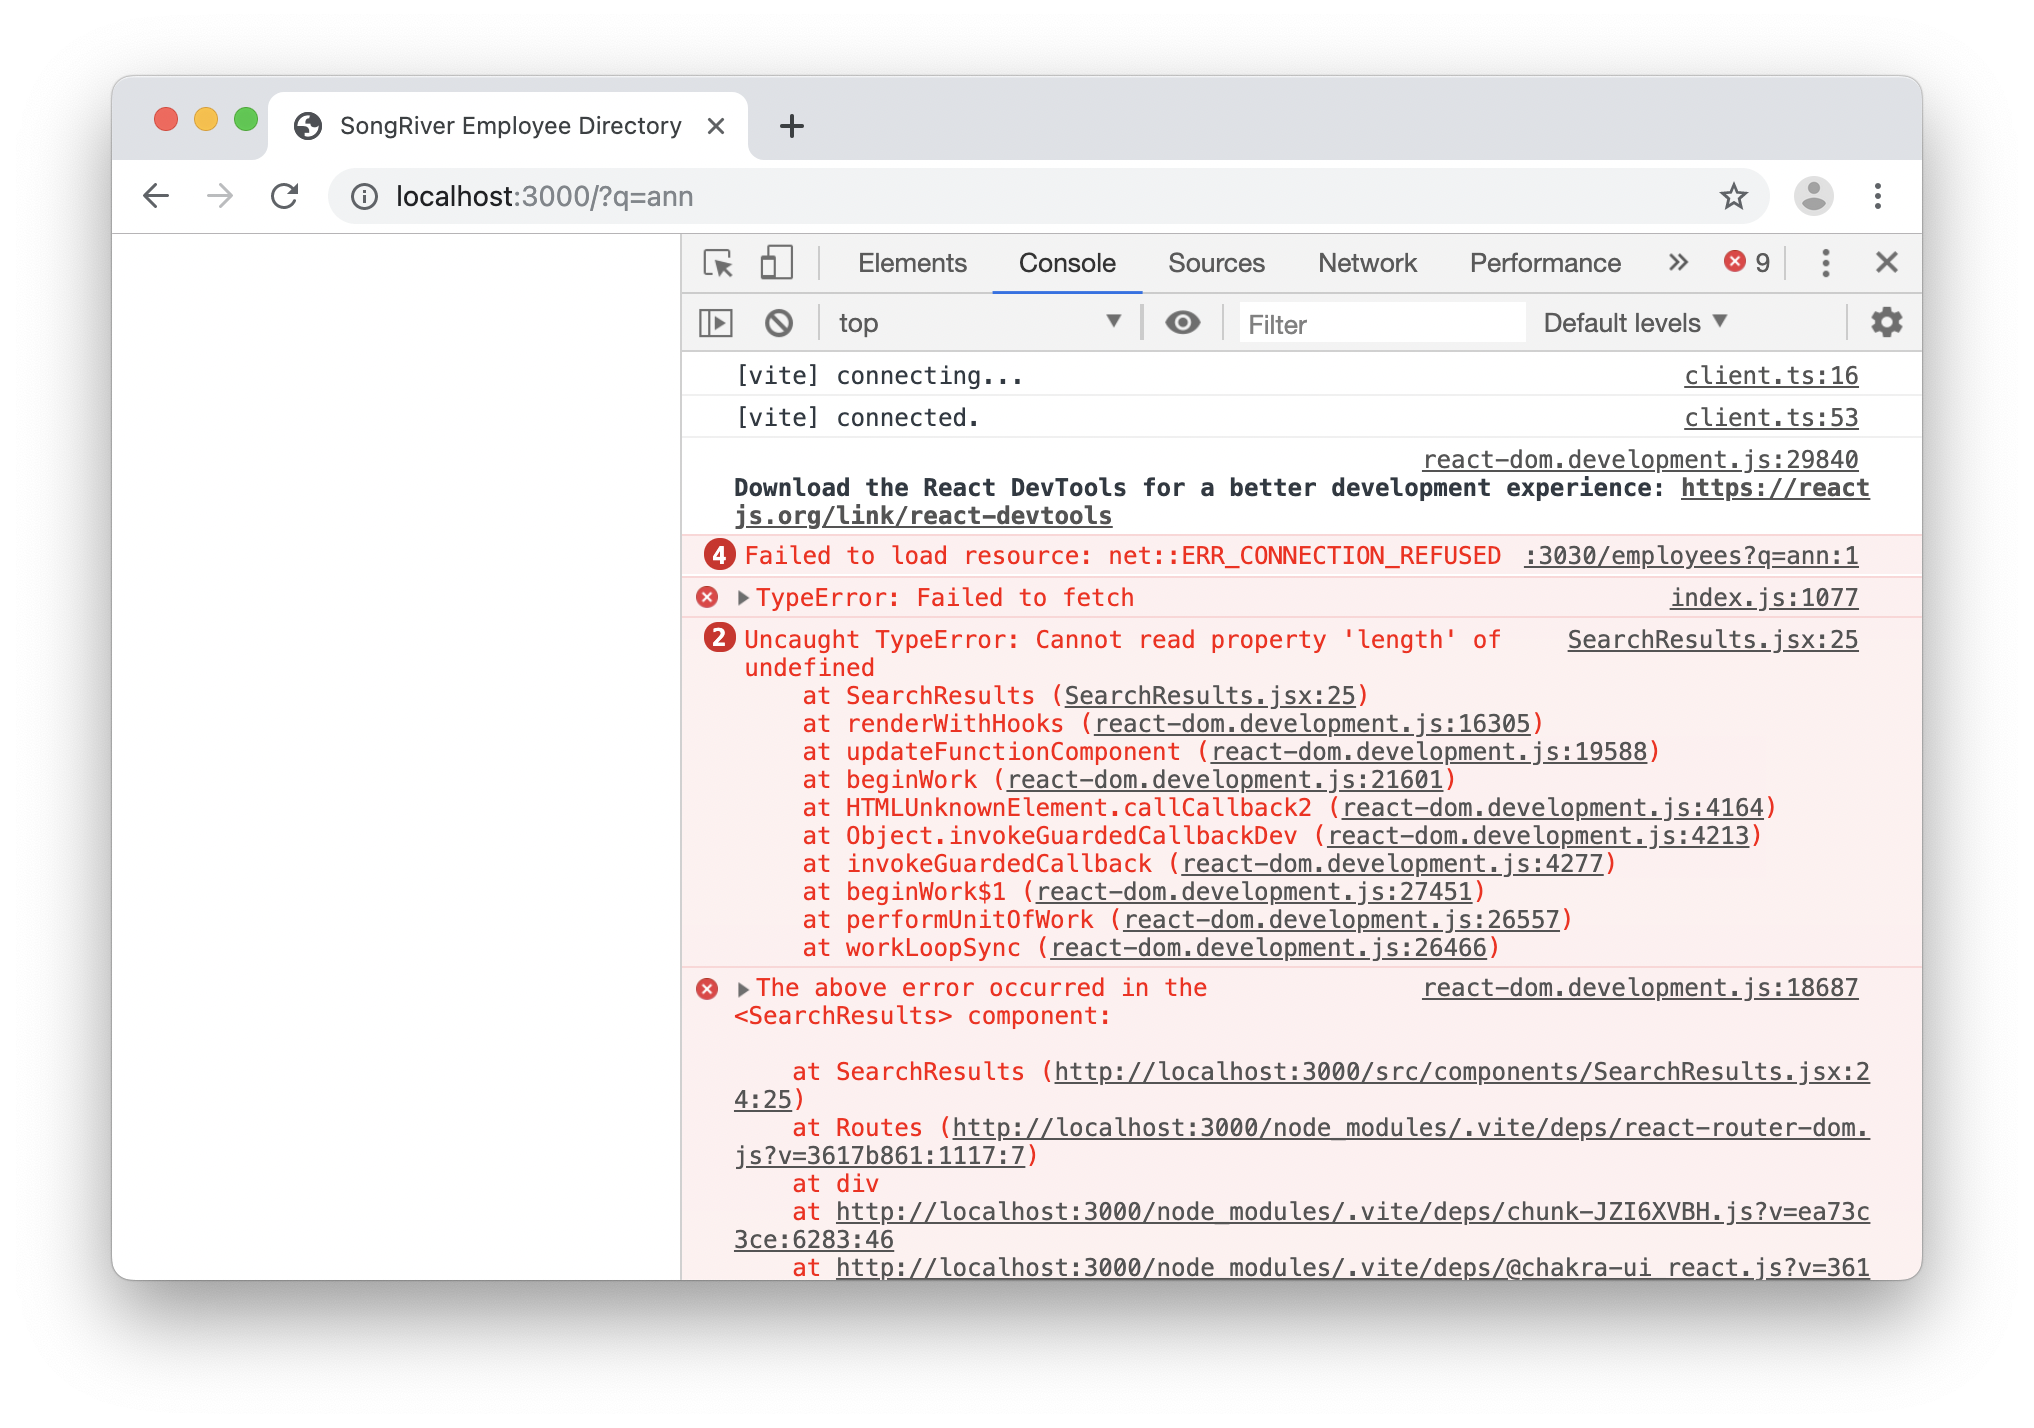 SongRiver Employee Directory
localhost:3000/?q=ann
Elements Console Sources Network Performance 9
top Filter Default levels
[vite] connecting... client.ts:16
[vite] connected. client.ts:53
react-dom.development.js:29840
Download the React DevTools for a better development experience: https://react
js.org/link/react-devtools
4 Failed to load resource: net::ERR_CONNECTION_REFUSED :3030/employees?q=ann:1
TypeError: Failed to fetch index.js:1077
2 Uncaught TypeError: Cannot read property 'length' of SearchResults.jsx:25
undefined
at SearchResults (SearchResults.jsx:25)
at renderWithHooks (react-dom.development.js:16305)
at updateFunctionComponent (react-dom.development.js:19588)
at beginWork (react-dom.development.js:21601)
at HTMLUnknownElement.callCallback2 (react-dom.development.js:4164)
at Object.invokeGuardedCallbackDev (react-dom.development.js:4213)
at invokeGuardedCallback (react-dom.development.js:4277)
at beginWork$1 (react-dom.development.js:27451)
at performUnitOfWork (react-dom.development.js:26557)
at workLoopSync (react-dom.development.js:26466)
The above error occurred in the react-dom.development.js:18687
<SearchResults> component:
at SearchResults (http://localhost:3000/src/components/SearchResults.jsx:2
4:25)
at Routes (http://localhost:3000/node_modules/.vite/deps/react-router-dom.
js?v=3617b861:1117:7)
at div
at http://localhost:3000/node_modules/.vite/deps/chunk-JZI6XVBH.js?v=ea73c
3ce:6283:46
at http://localhost:3000/node_modules/.vite/deps/@chakra-ui_react.js?v=361